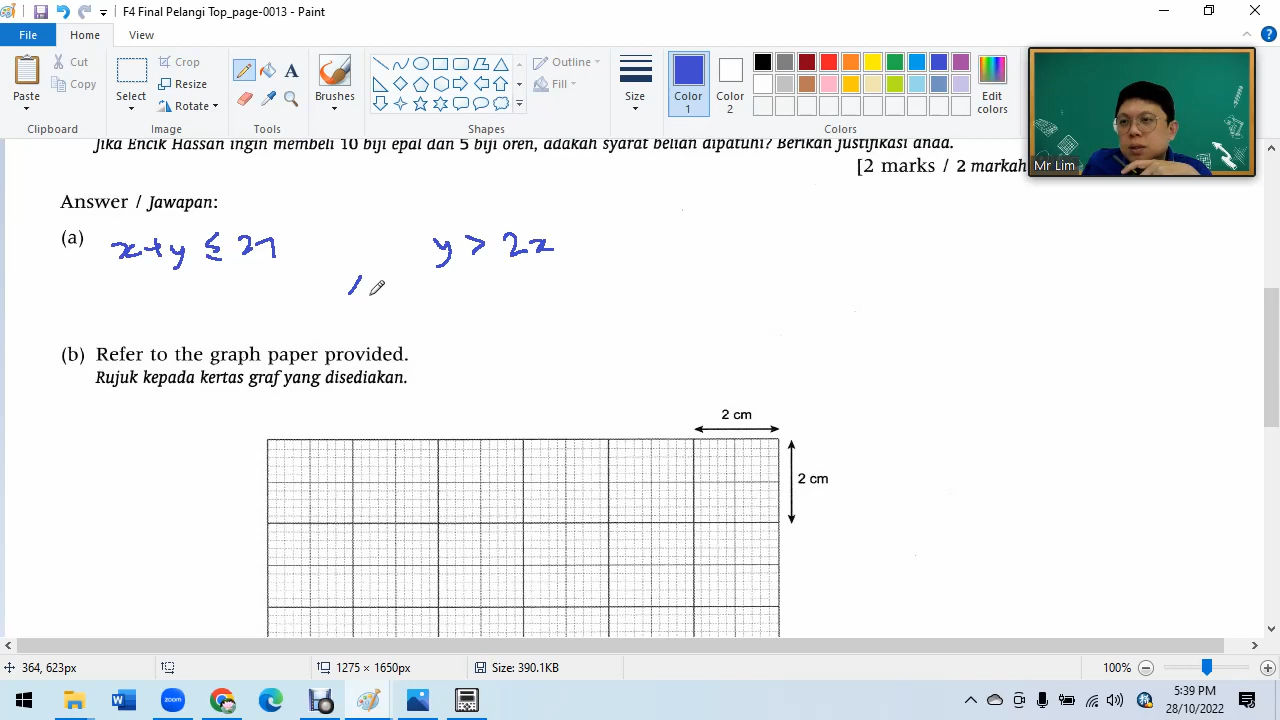 F4 Final Pelangi Top_page-0013 - Paint
File Home View
Paste Cut Copy Clipboard
Select Crop Resize Rotate Image
Tools
Brushes
Outline Fill Shapes
Size
Color 1 Color 2 Edit colors Colors
Mr Lim
Jika Encik Hassan ingin membeli 10 biji epal dan 5 biji oren, adakah syarat belian dipatuhi? Berikan justifikasi anda.
[2 marks / 2 markah
Answer / Jawapan:
(a) x+y ≤ 27 y > 2x
(b) Refer to the graph paper provided.
Rujuk kepada kertas graf yang disediakan.
2 cm
2 cm
364, 623px 1275 × 1650px Size: 390.1KB 100%
zoom
5:39 PM
28/10/2022